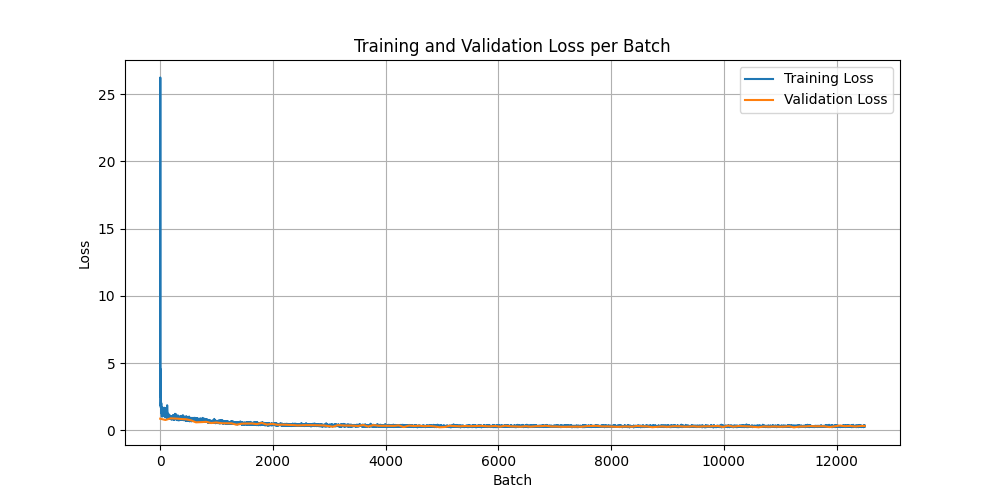 Training and Validation Loss per Batch
Training Loss
Validation Loss
25
20
15
10
5
0
Loss
0 2000 4000 6000 8000 10000 12000
Batch